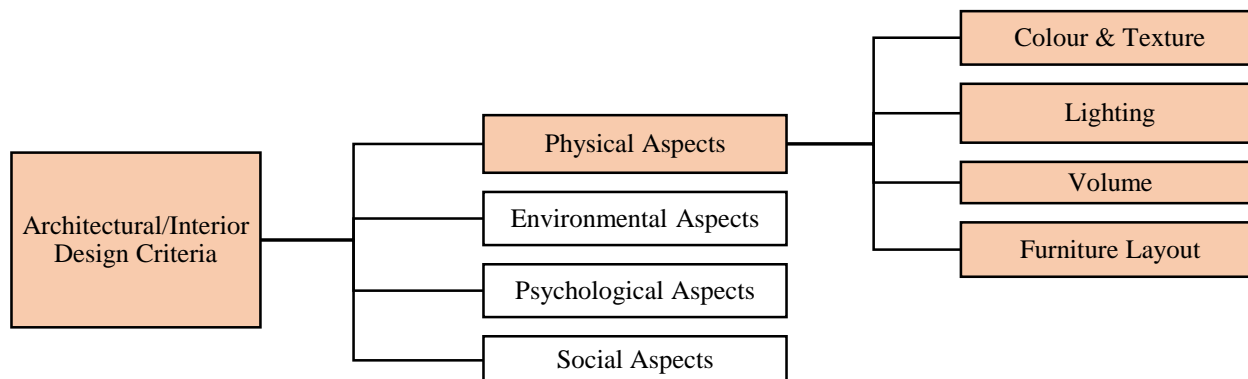 Architectural/Interior
Design Criteria
Physical Aspects
Environmental Aspects
Psychological Aspects
Social Aspects
Colour & Texture
Lighting
Volume
Furniture Layout